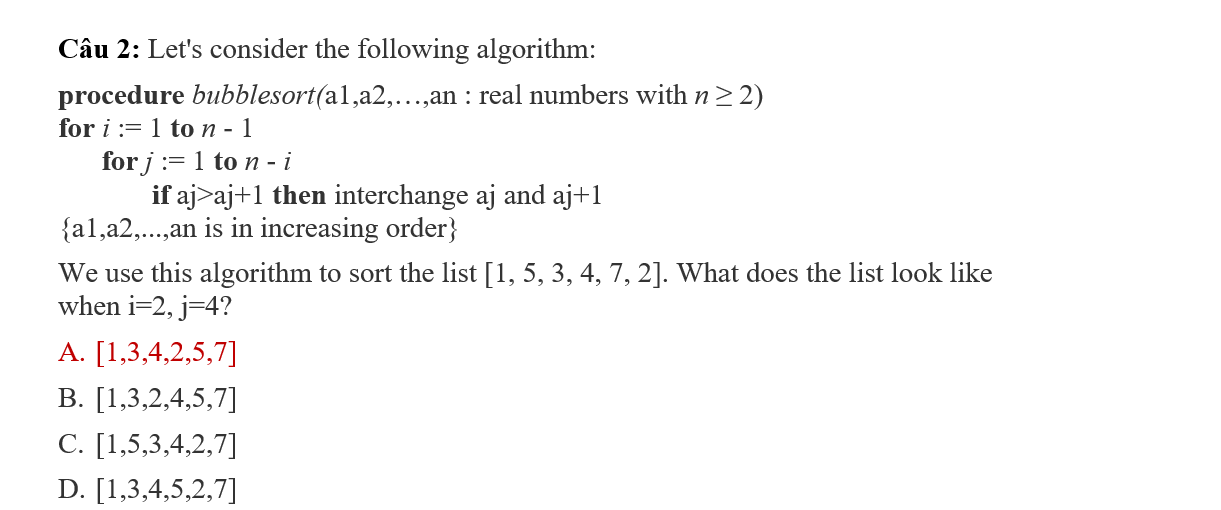 Câu 2: Let's consider the following algorithm:
procedure bubblesort(a1,a2,…,an : real numbers with n ≥ 2)
for i := 1 to n - 1
for j := 1 to n - i
if aj>aj+1 then interchange aj and aj+1
{a1,a2,...,an is in increasing order}
We use this algorithm to sort the list [1, 5, 3, 4, 7, 2]. What does the list look like
when i=2, j=4?
A. [1,3,4,2,5,7]
B. [1,3,2,4,5,7]
C. [1,5,3,4,2,7]
D. [1,3,4,5,2,7]